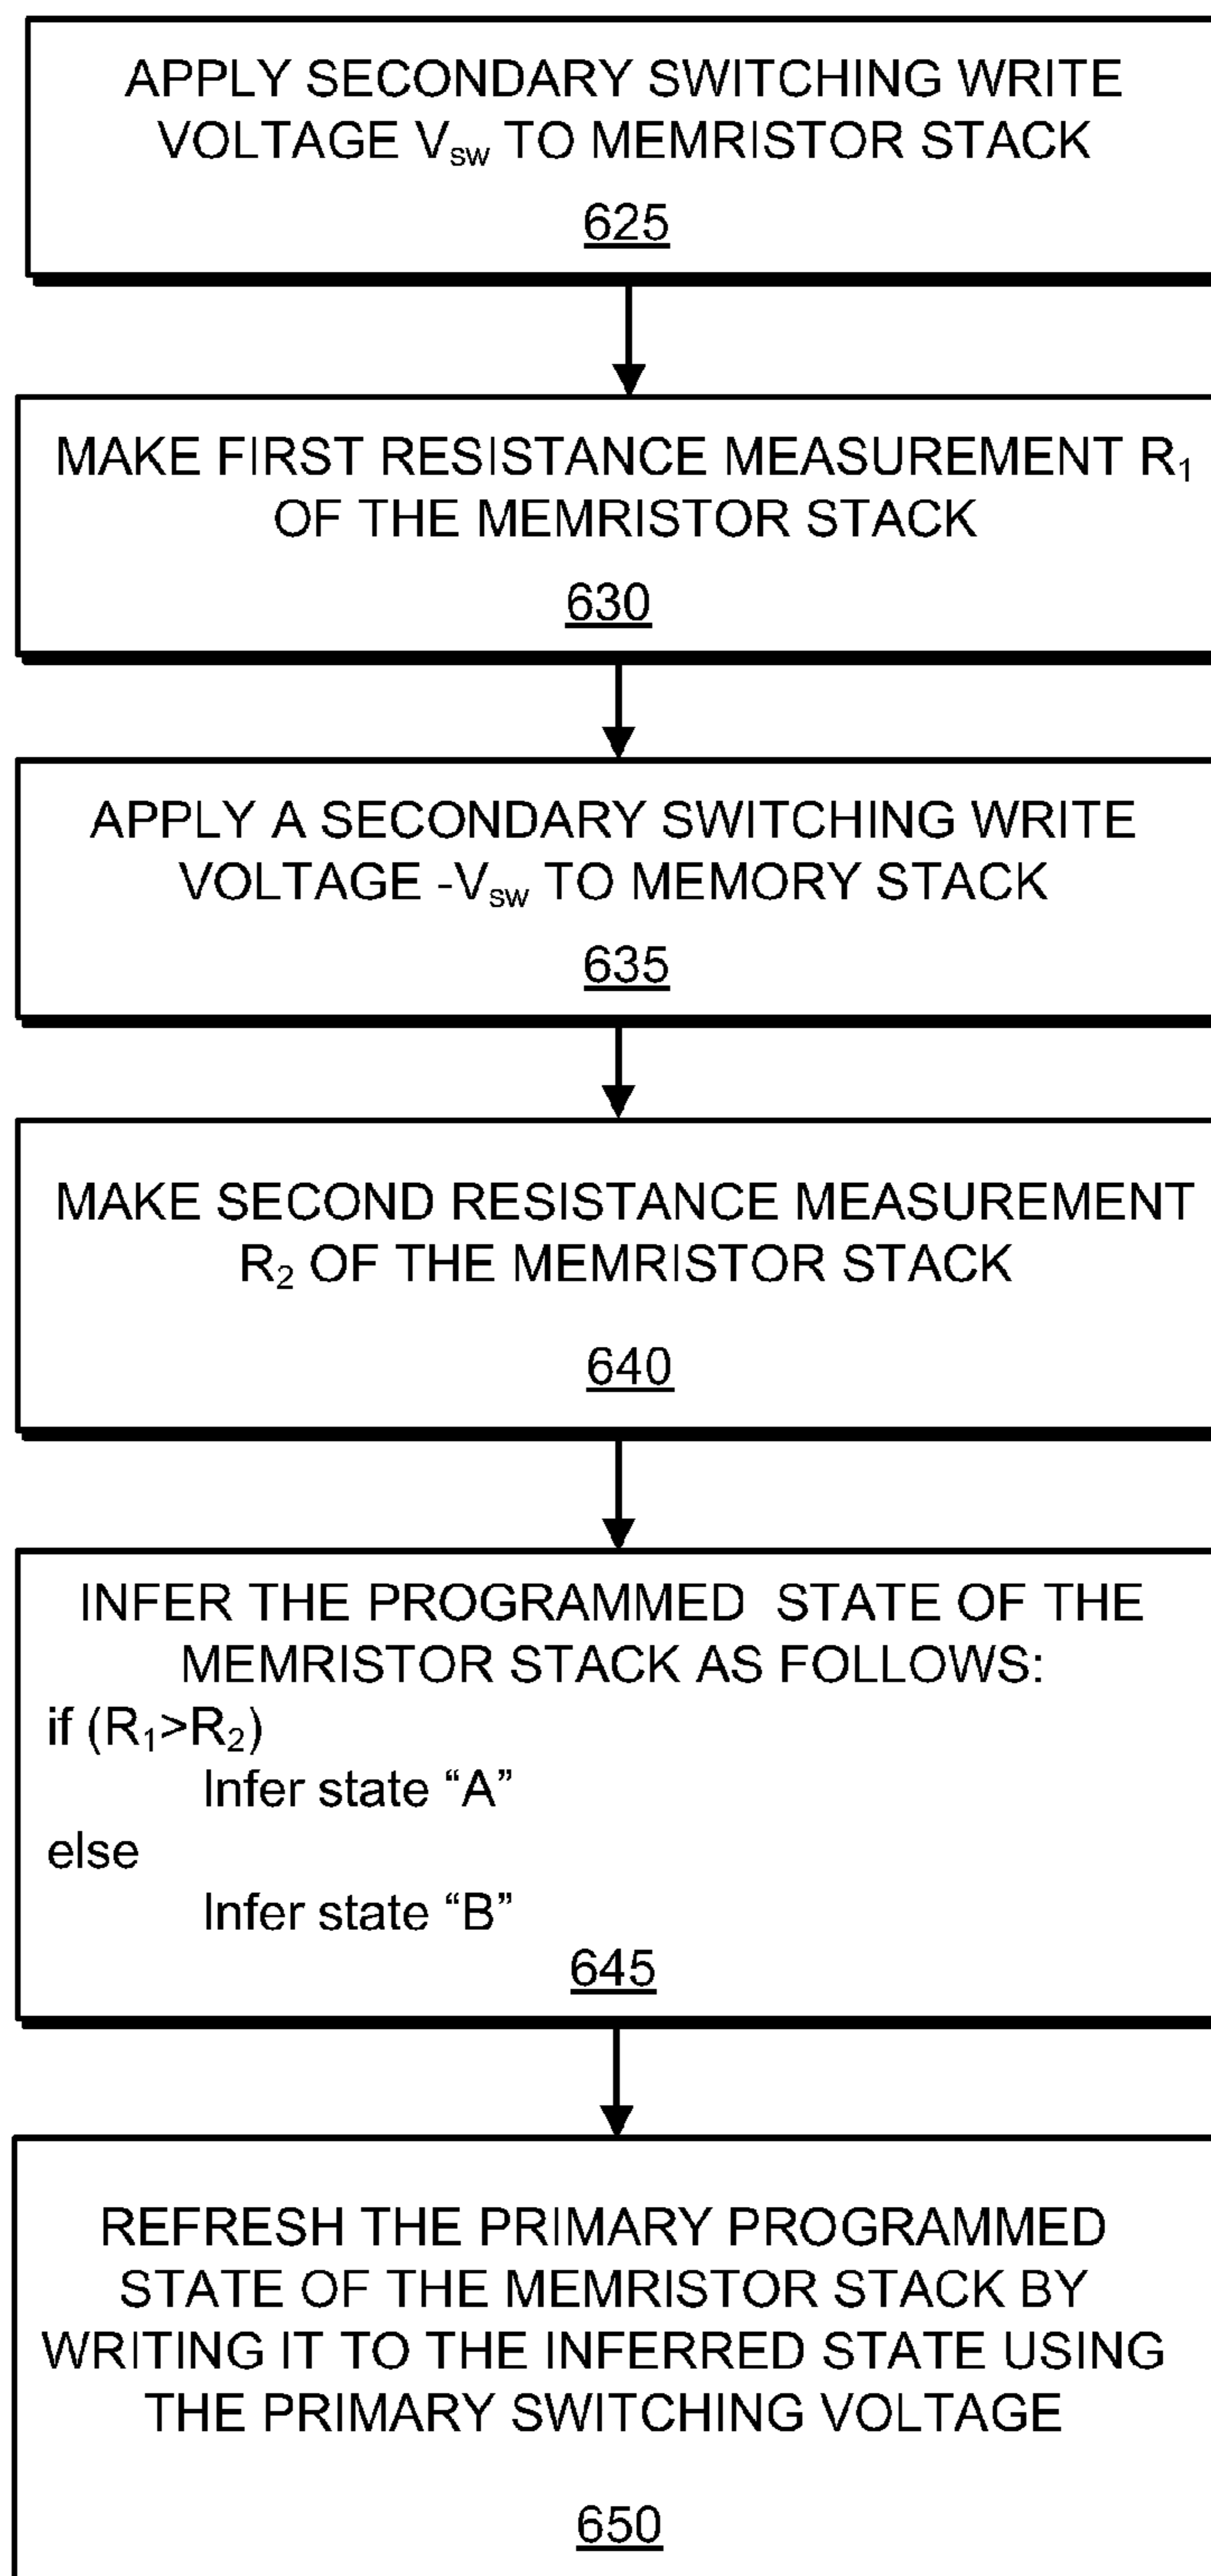 APPLY SECONDARY SWITCHING WRITE
VOLTAGE V_SW TO MEMRISTOR STACK
625
MAKE FIRST RESISTANCE MEASUREMENT R₁
OF THE MEMRISTOR STACK
630
APPLY A SECONDARY SWITCHING WRITE
VOLTAGE -V_SW TO MEMORY STACK
635
MAKE SECOND RESISTANCE MEASUREMENT
R₂ OF THE MEMRISTOR STACK
640
INFER THE PROGRAMMED STATE OF THE
MEMRISTOR STACK AS FOLLOWS:
if (R₁>R₂)
Infer state “A”
else
Infer state “B”
645
REFRESH THE PRIMARY PROGRAMMED
STATE OF THE MEMRISTOR STACK BY
WRITING IT TO THE INFERRED STATE USING
THE PRIMARY SWITCHING VOLTAGE
650